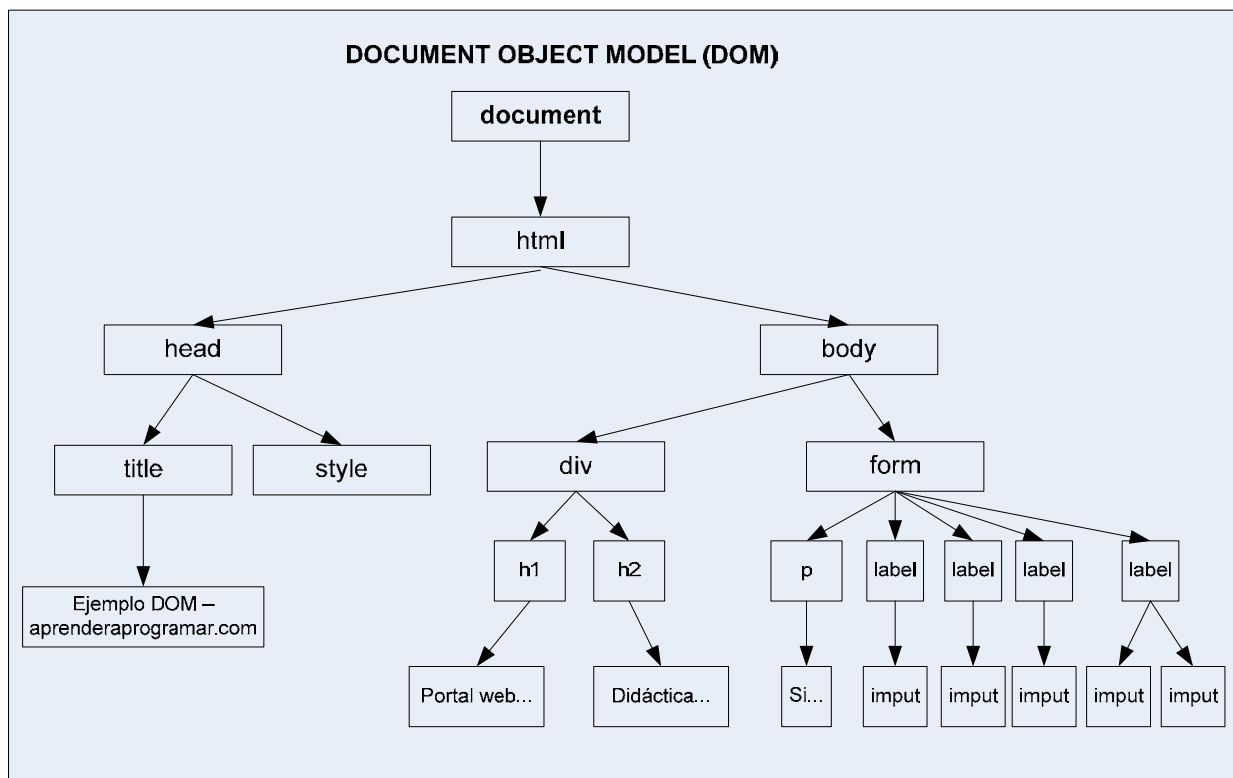 DOCUMENT OBJECT MODEL (DOM)
document
html
head
body
title
style
div
form
h1
h2
p
label
label
label
label
Ejemplo DOM –
aprenderaprogramar.com
Portal web...
Didáctica...
Si...
imput
imput
imput
imput
imput